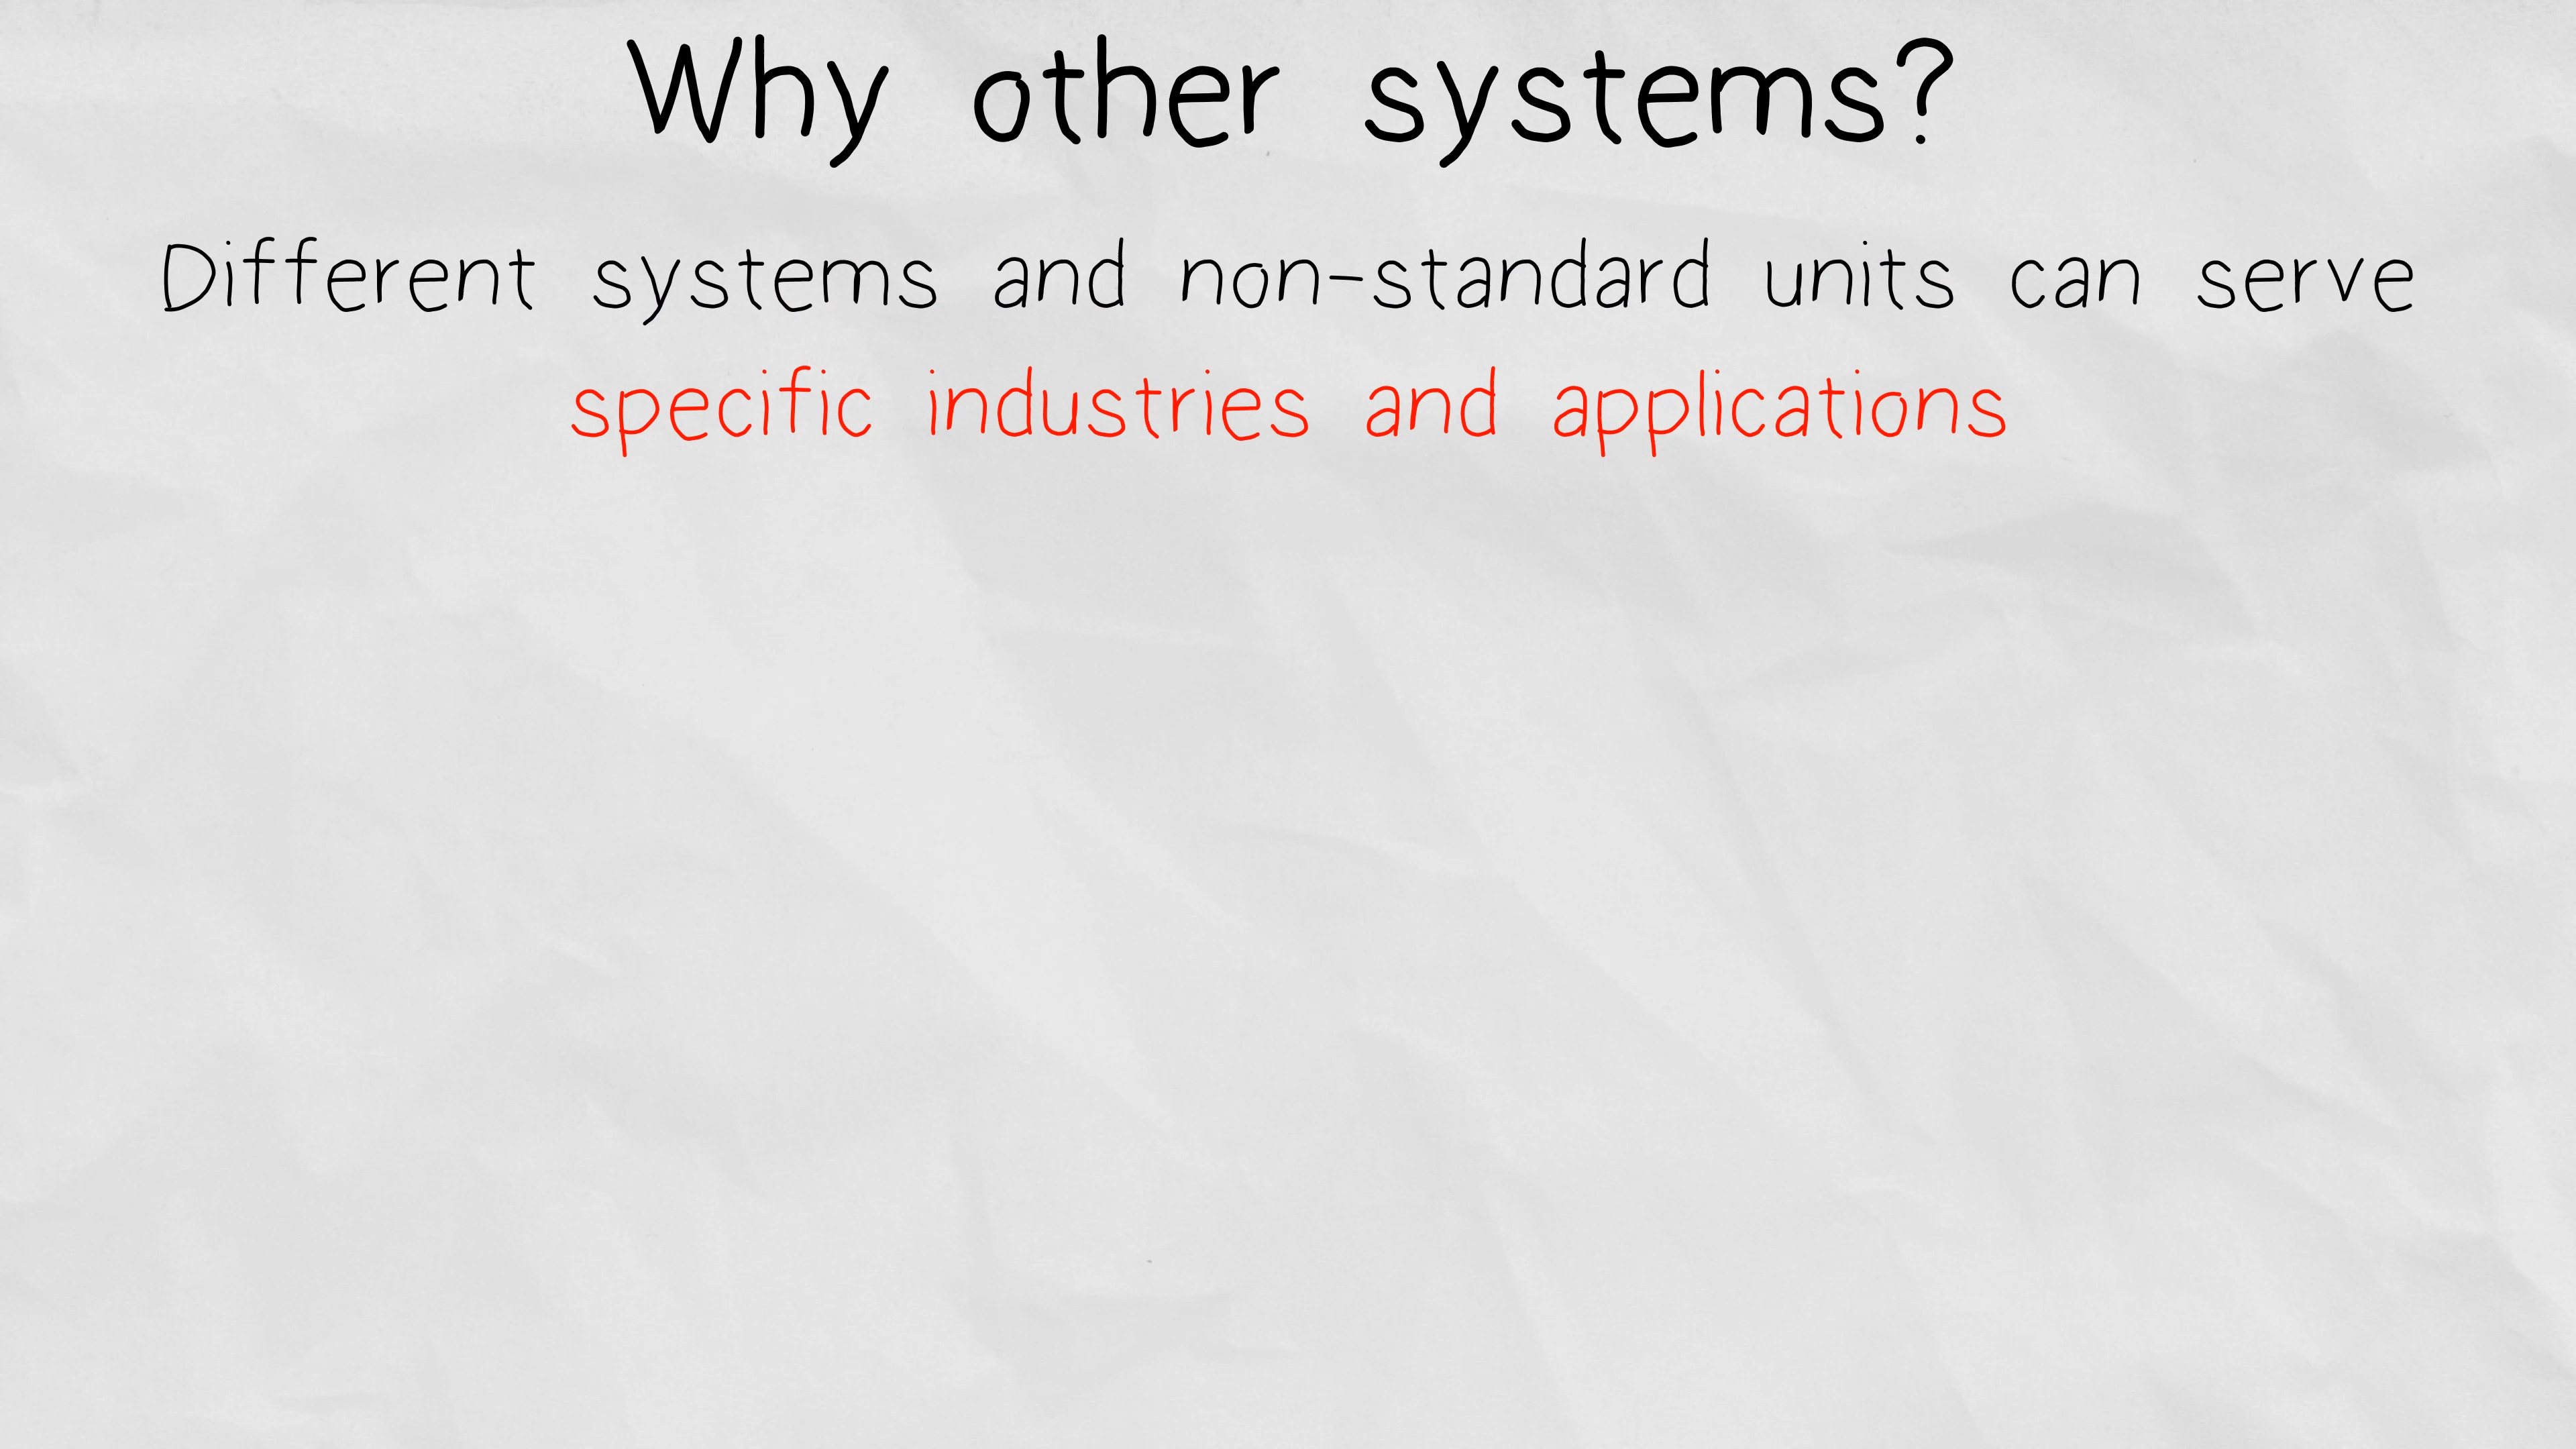 Why other systems?
Different systems and non-standard units can serve
specific industries and applications